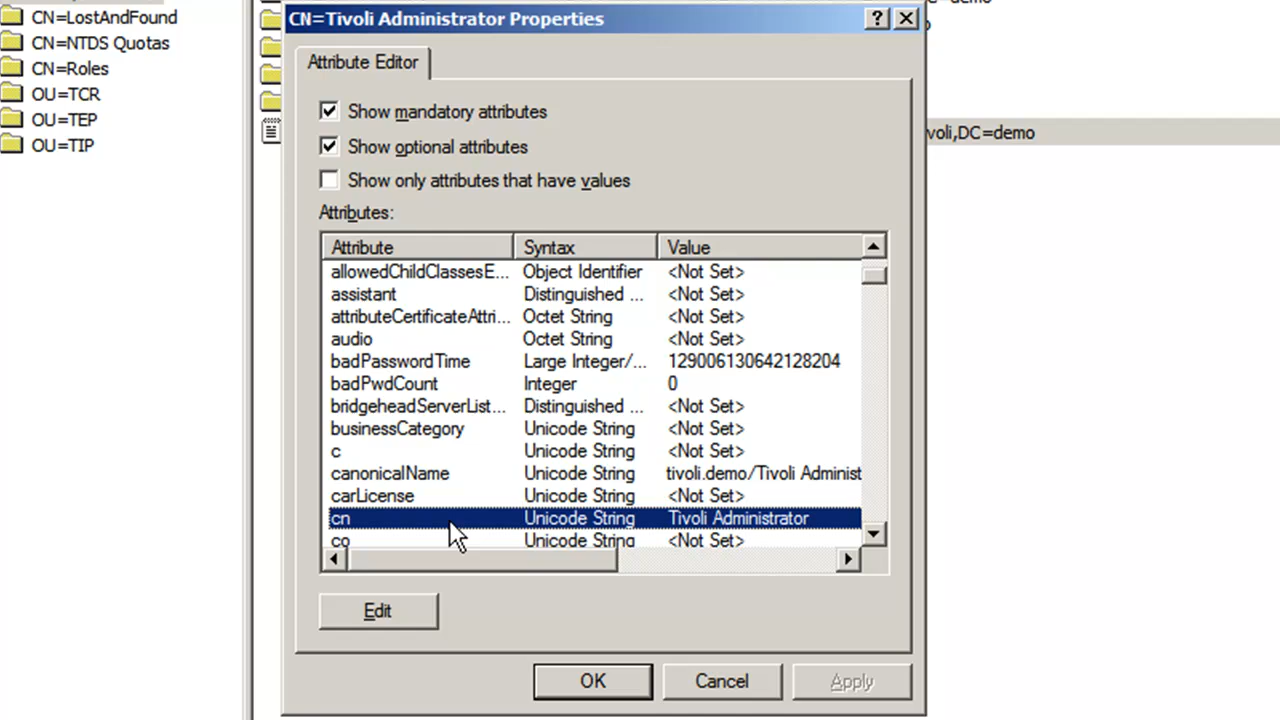 CN=LostAndFound
CN=NTDS Quotas
CN=Roles
OU=TCR
OU=TEP
OU=TIP
CN=Tivoli Administrator Properties
Attribute Editor
Show mandatory attributes
Show optional attributes
Show only attributes that have values
Attributes:
Attribute Syntax Value
allowedChildClassesE... Object Identifier <Not Set>
assistant Distinguished ... <Not Set>
attributeCertificateAttri... Octet String <Not Set>
audio Octet String <Not Set>
badPasswordTime Large Integer/... 129006130642128204
badPwdCount Integer 0
bridgeheadServerList... Distinguished ... <Not Set>
businessCategory Unicode String <Not Set>
c Unicode String <Not Set>
canonicalName Unicode String tivoli.demo/Tivoli Administ
carLicense Unicode String <Not Set>
cn Unicode String Tivoli Administrator
co Unicode String <Not Set>
Edit
OK Cancel Apply
voli,DC=demo